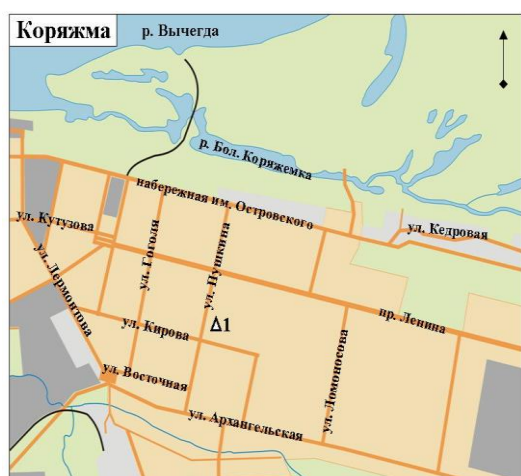 Коряжма
р. Вычегда
р. Бол. Коряжемка
набережная им. Островского
ул. Кедровая
ул. Кутузова
ул. Гоголя
ул. Пушкина
ул. Лермонтова
пр. Ленина
Δ1
ул. Кирова
ул. Ломоносова
ул. Восточная
ул. Архангельская